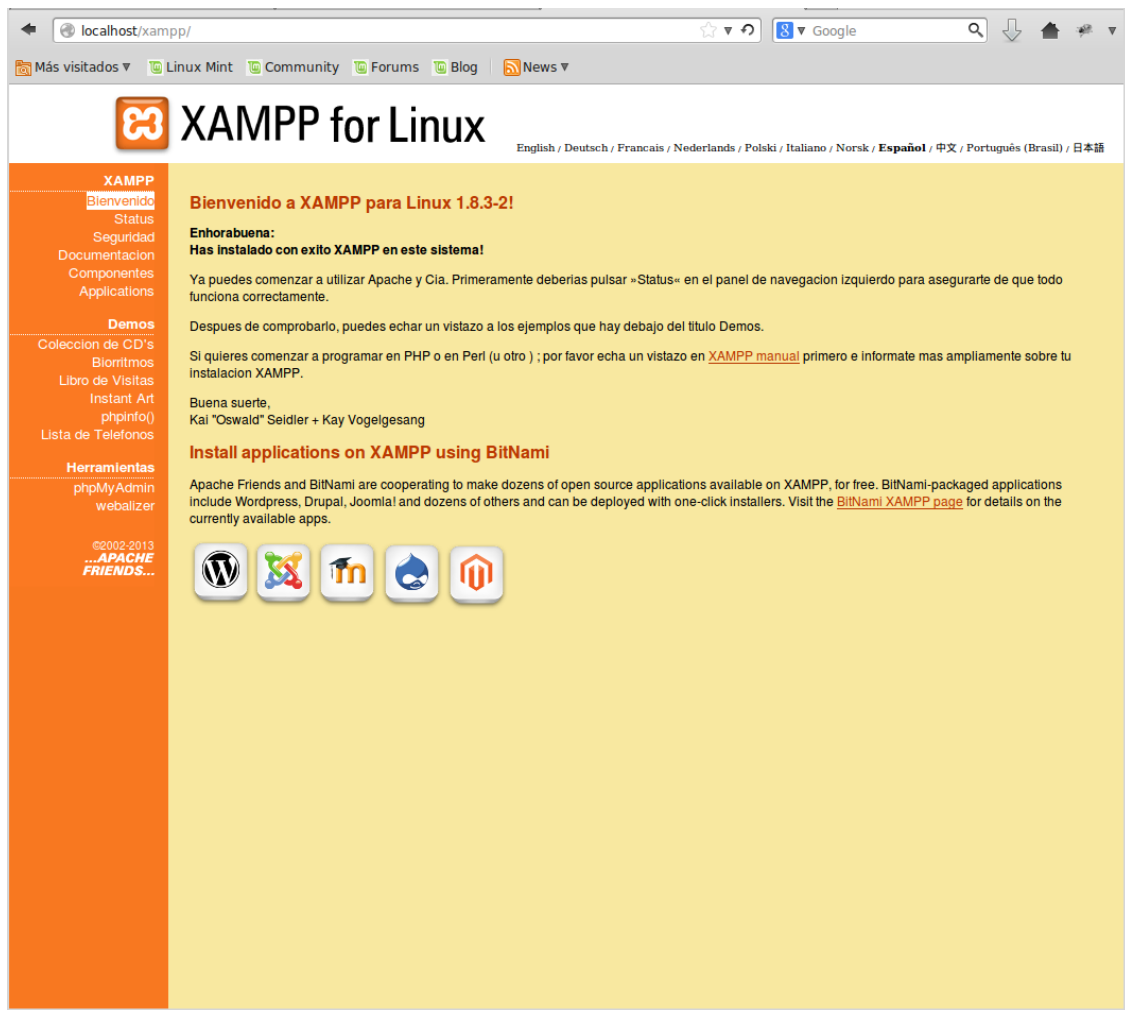 localhost/xampp/
Google
Más visitados
Linux Mint
Community
Forums
Blog
News
XAMPP for Linux
English / Deutsch / Francais / Nederlands / Polski / Italiano / Norsk / Español / 中文 / Português (Brasil) / 日本語
XAMPP
Bienvenido
Status
Seguridad
Documentacion
Componentes
Applications
Demos
Coleccion de CD's
Biorritmos
Libro de Visitas
Instant Art
phpinfo()
Lista de Telefonos
Herramientas
phpMyAdmin
webalizer
©2002-2013
...APACHE
FRIENDS...
Bienvenido a XAMPP para Linux 1.8.3-2!
Enhorabuena:
Has instalado con exito XAMPP en este sistema!
Ya puedes comenzar a utilizar Apache y Cia. Primeramente deberias pulsar »Status« en el panel de navegacion izquierdo para asegurarte de que todo
funciona correctamente.
Despues de comprobarlo, puedes echar un vistazo a los ejemplos que hay debajo del titulo Demos.
Si quieres comenzar a programar en PHP o en Perl (u otro ) ; por favor echa un vistazo en XAMPP manual primero e informate mas ampliamente sobre tu
instalacion XAMPP.
Buena suerte,
Kai "Oswald" Seidler + Kay Vogelgesang
Install applications on XAMPP using BitNami
Apache Friends and BitNami are cooperating to make dozens of open source applications available on XAMPP, for free. BitNami-packaged applications
include Wordpress, Drupal, Joomla! and dozens of others and can be deployed with one-click installers. Visit the BitNami XAMPP page for details on the
currently available apps.